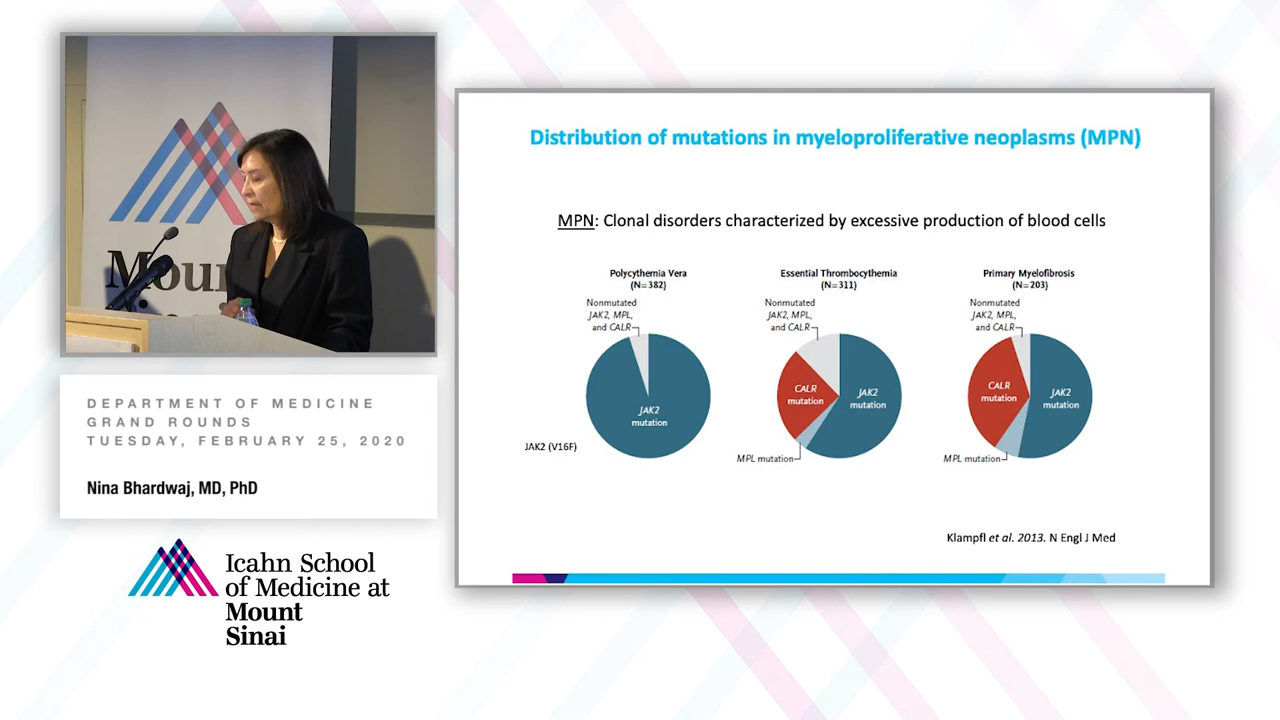 Mount
DEPARTMENT OF MEDICINE
GRAND ROUNDS
TUESDAY, FEBRUARY 25, 2020
Nina Bhardwaj, MD, PhD
Icahn School
of Medicine at
Mount
Sinai
Distribution of mutations in myeloproliferative neoplasms (MPN)
MPN: Clonal disorders characterized by excessive production of blood cells
Polycythemia Vera
(N=382)
Nonmutated
JAK2, MPL,
and CALR
JAK2
mutation
JAK2 (V16F)
Essential Thrombocythemia
(N=311)
Nonmutated
JAK2, MPL,
and CALR
CALR
mutation
JAK2
mutation
MPL mutation
Primary Myelofibrosis
(N=203)
Nonmutated
JAK2, MPL,
and CALR
CALR
mutation
JAK2
mutation
MPL mutation
Klampfl et al. 2013. N Engl J Med